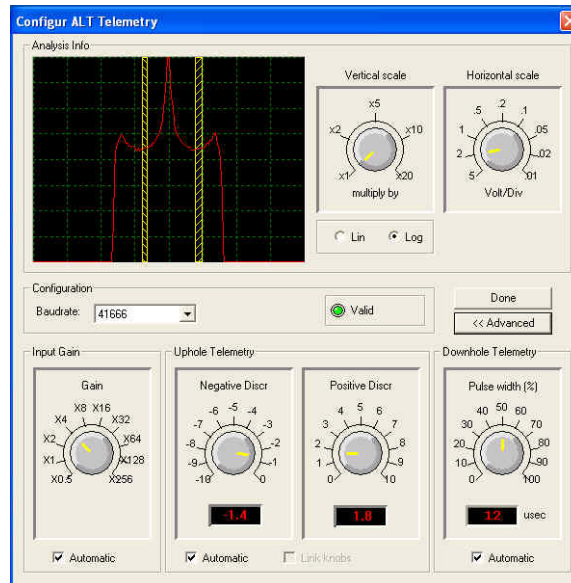 Configur ALT Telemetry
Analysis Info
Vertical scale
x1
x2
x5
x10
x20
multiply by
Lin
Log
Horizontal scale
5
2
1
.5
.2
.1
.05
.02
.01
Volt/Div
Configuration
Baudrate: 41666
Valid
Done
<< Advanced
Input Gain
Gain
X0.5
X1
X2
X4
X8
X16
X32
X64
X128
X256
Automatic
Uphole Telemetry
Negative Discr
-10
-9
-8
-7
-6
-5
-4
-3
-2
-1
0
-1.4
Positive Discr
0
1
2
3
4
5
6
7
8
9
10
1.8
Automatic
Link knobs
Downhole Telemetry
Pulse width (%)
0
10
20
30
40
50
60
70
80
90
100
12 usec
Automatic